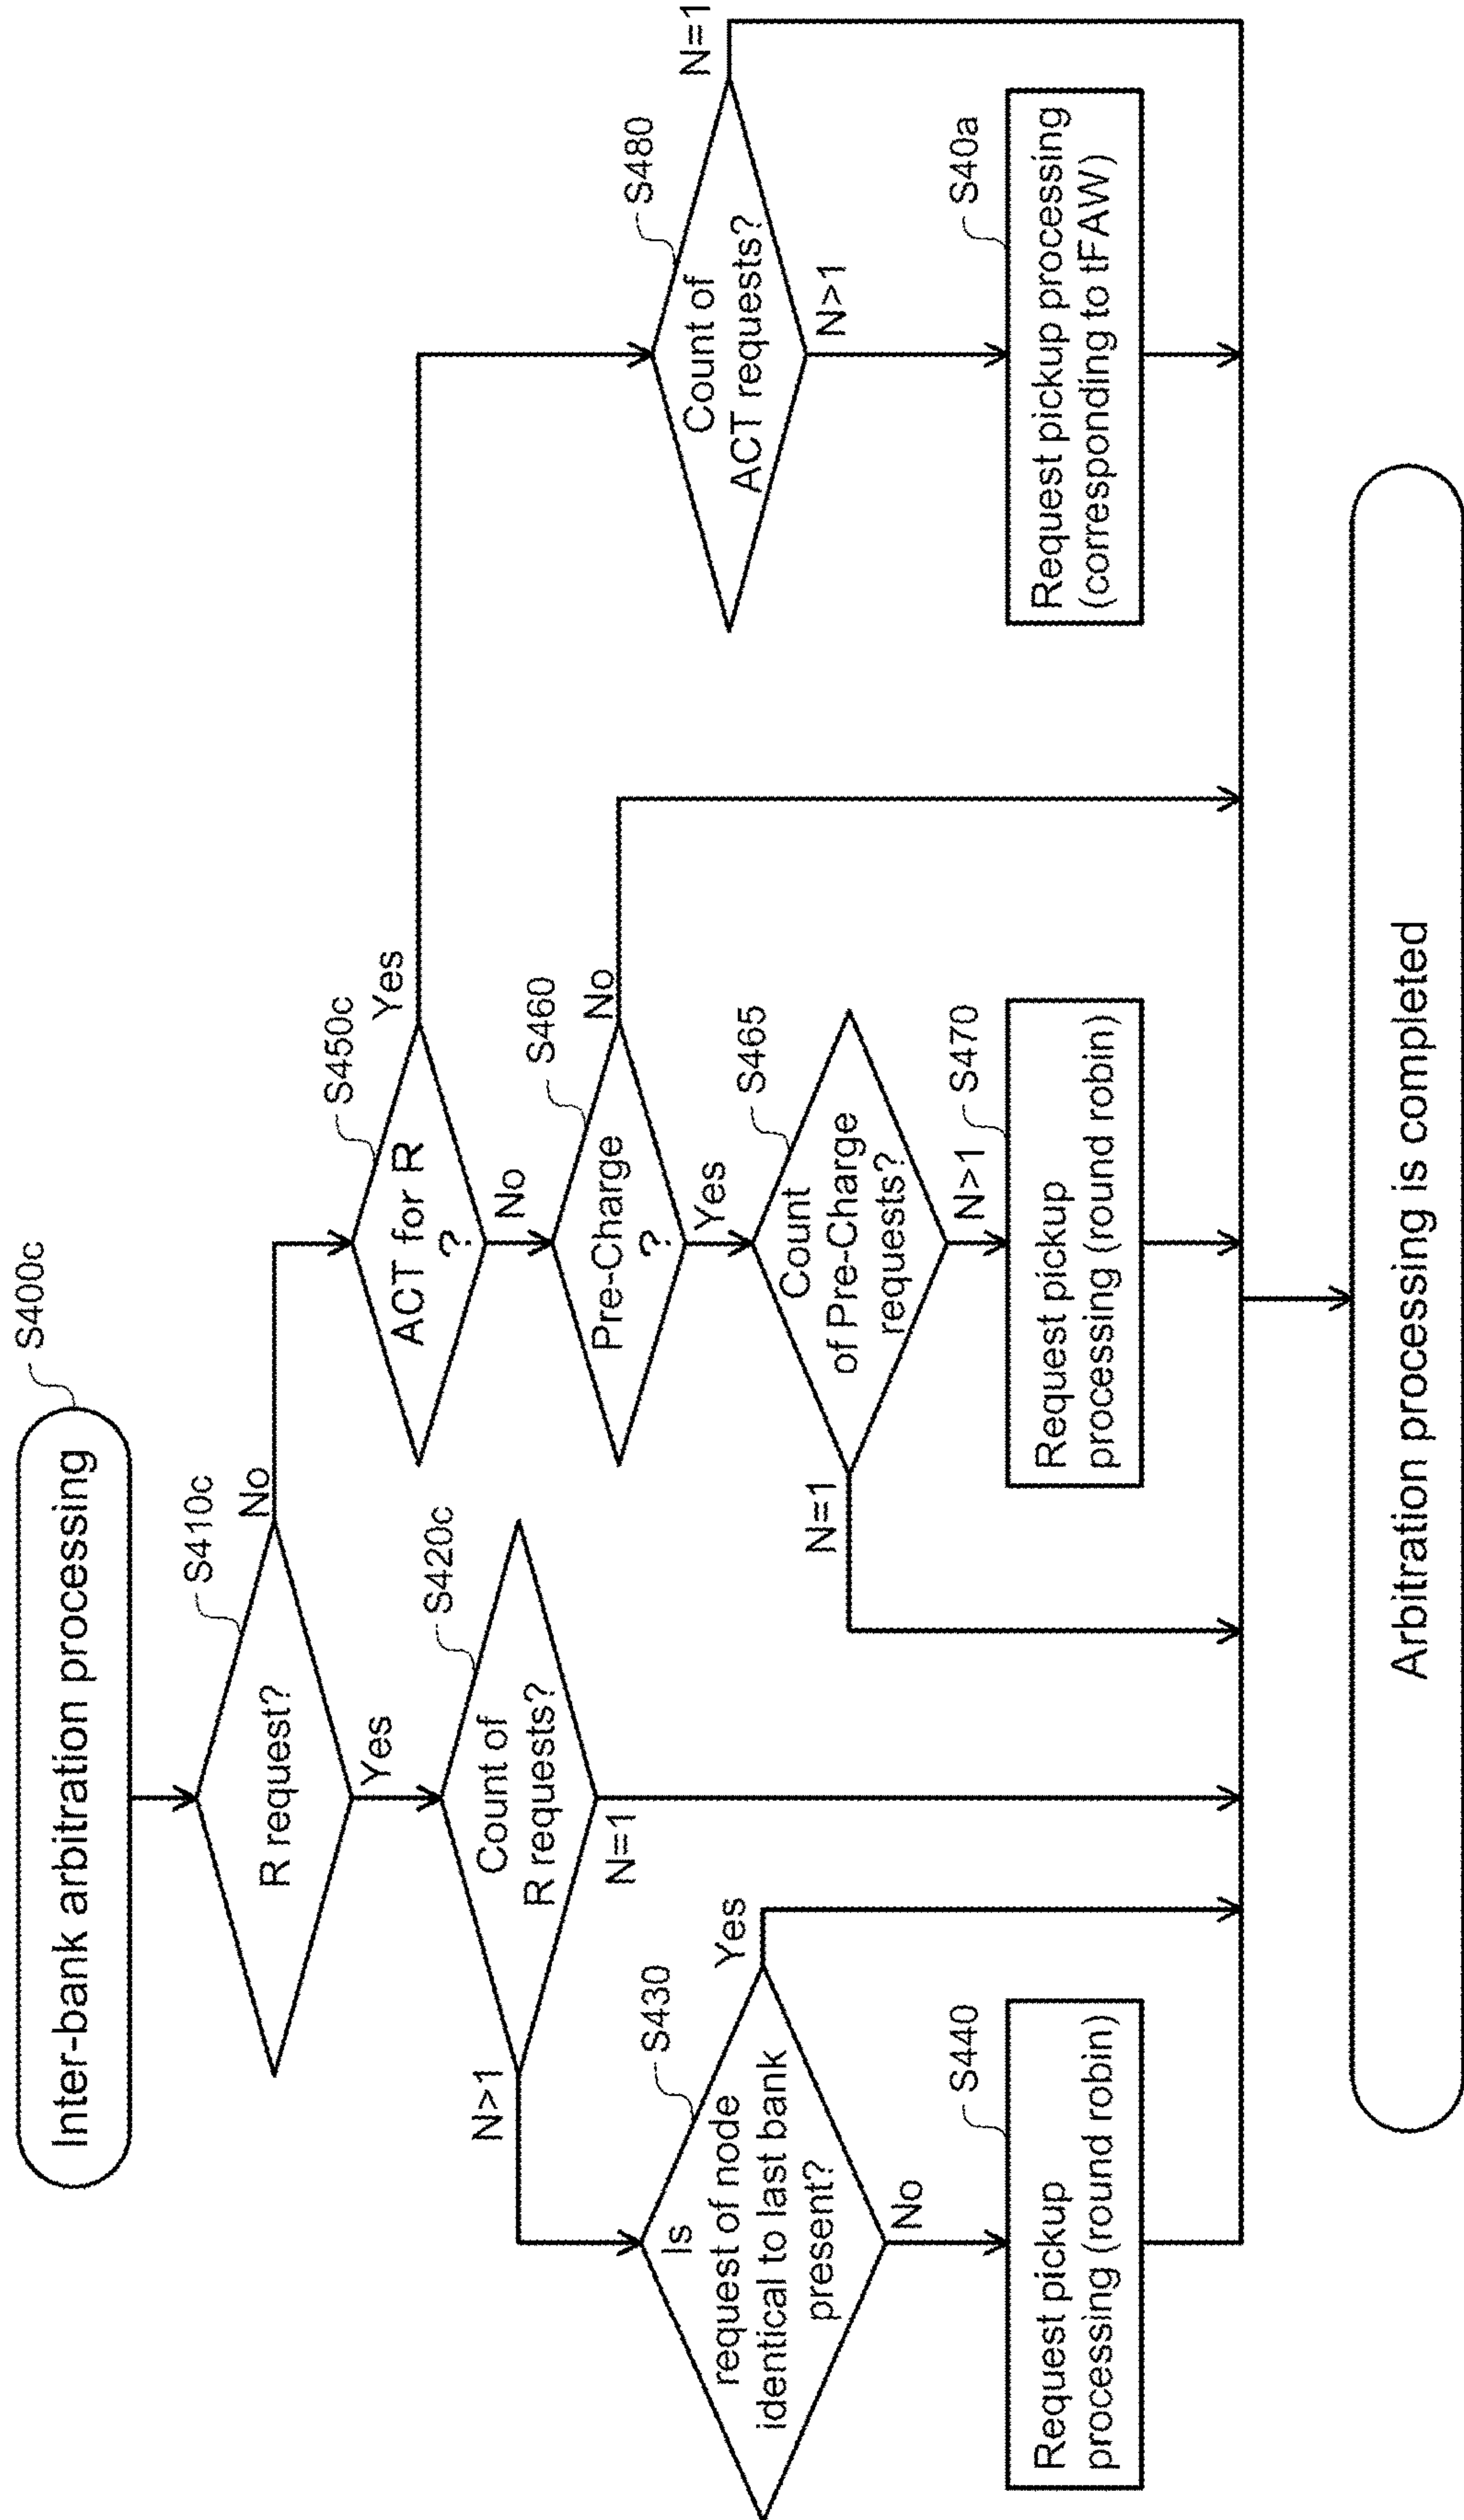 Inter-bank arbitration processing
S400c
R request?
S410c
No
Yes
Count of
R requests?
S420c
N>1
N=1
Is
request of node
identical to last bank
present?
S430
Yes
No
Request pickup
processing (round robin)
S440
ACT for R
?
S450c
Yes
No
Pre-Charge
?
S460
No
Yes
Count
of Pre-Charge
requests?
S465
N=1
N>1
Request pickup
processing (round robin)
S470
Count of
ACT requests?
S480
N=1
N>1
Request pickup processing
(corresponding to tFAW)
S40a
Arbitration processing is completed